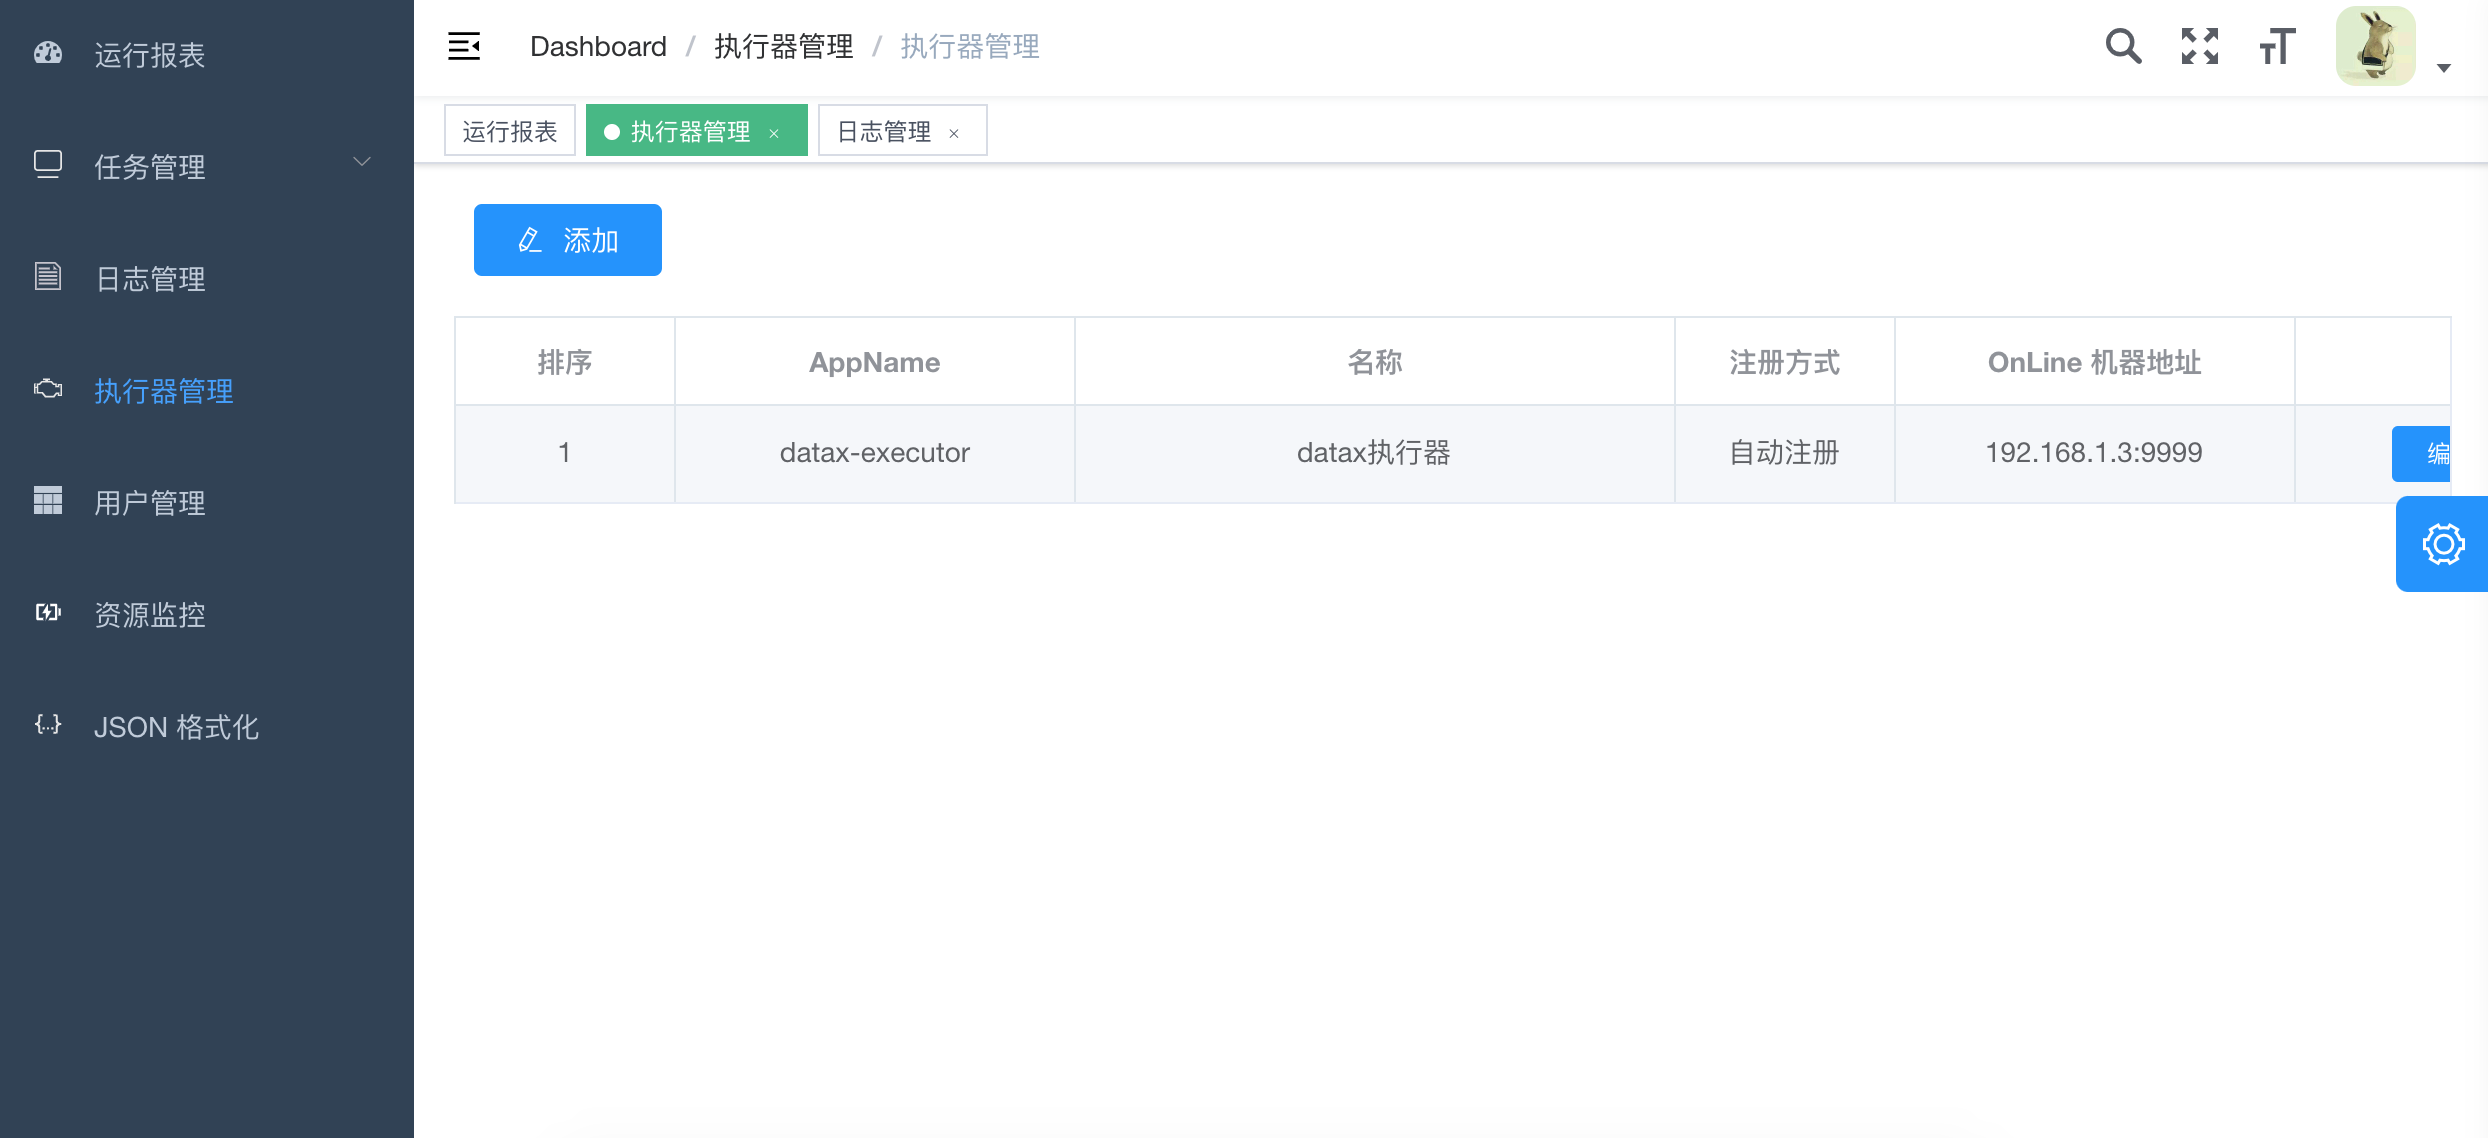 运行报表
任务管理
日志管理
执行器管理
用户管理
资源监控
JSON 格式化
Dashboard / 执行器管理 / 执行器管理
运行报表 执行器管理 × 日志管理 ×
添加
排序 AppName 名称 注册方式 OnLine 机器地址
1 datax-executor datax执行器 自动注册 192.168.1.3:9999 编